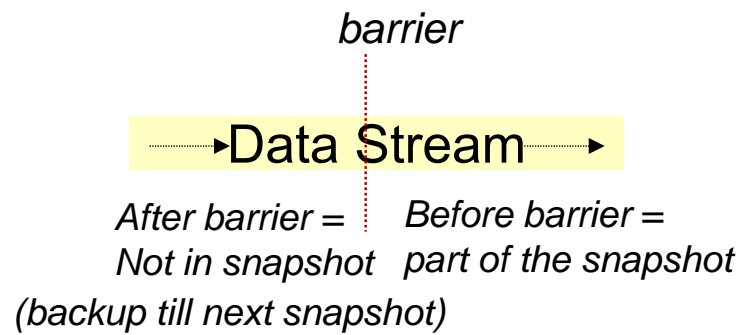 barrier
Data Stream
After barrier =
Not in snapshot
(backup till next snapshot)
Before barrier =
part of the snapshot